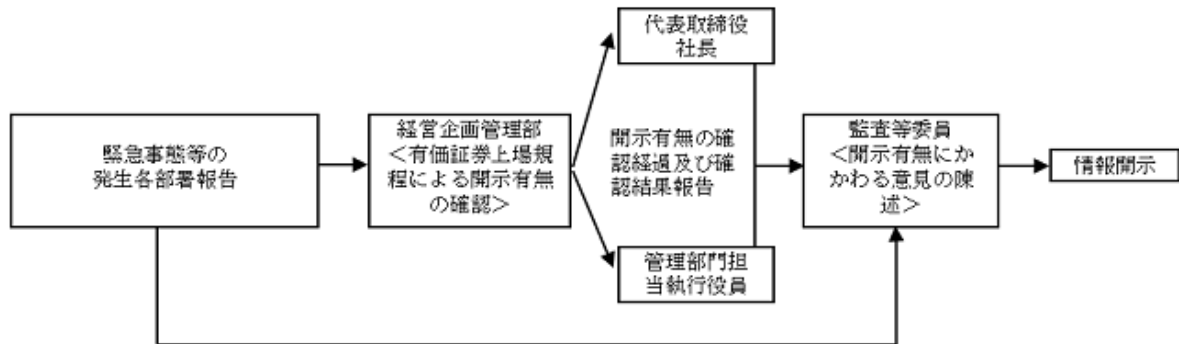 緊急事態等の
発生各部署報告
経営企画管理部
＜有価証券上場規
程による開示有無
の確認＞
代表取締役
社長
開示有無の確
認経過及び確
認結果報告
管理部門担
当執行役員
監査等委員
＜開示有無にか
かわる意見の陳
述＞
情報開示